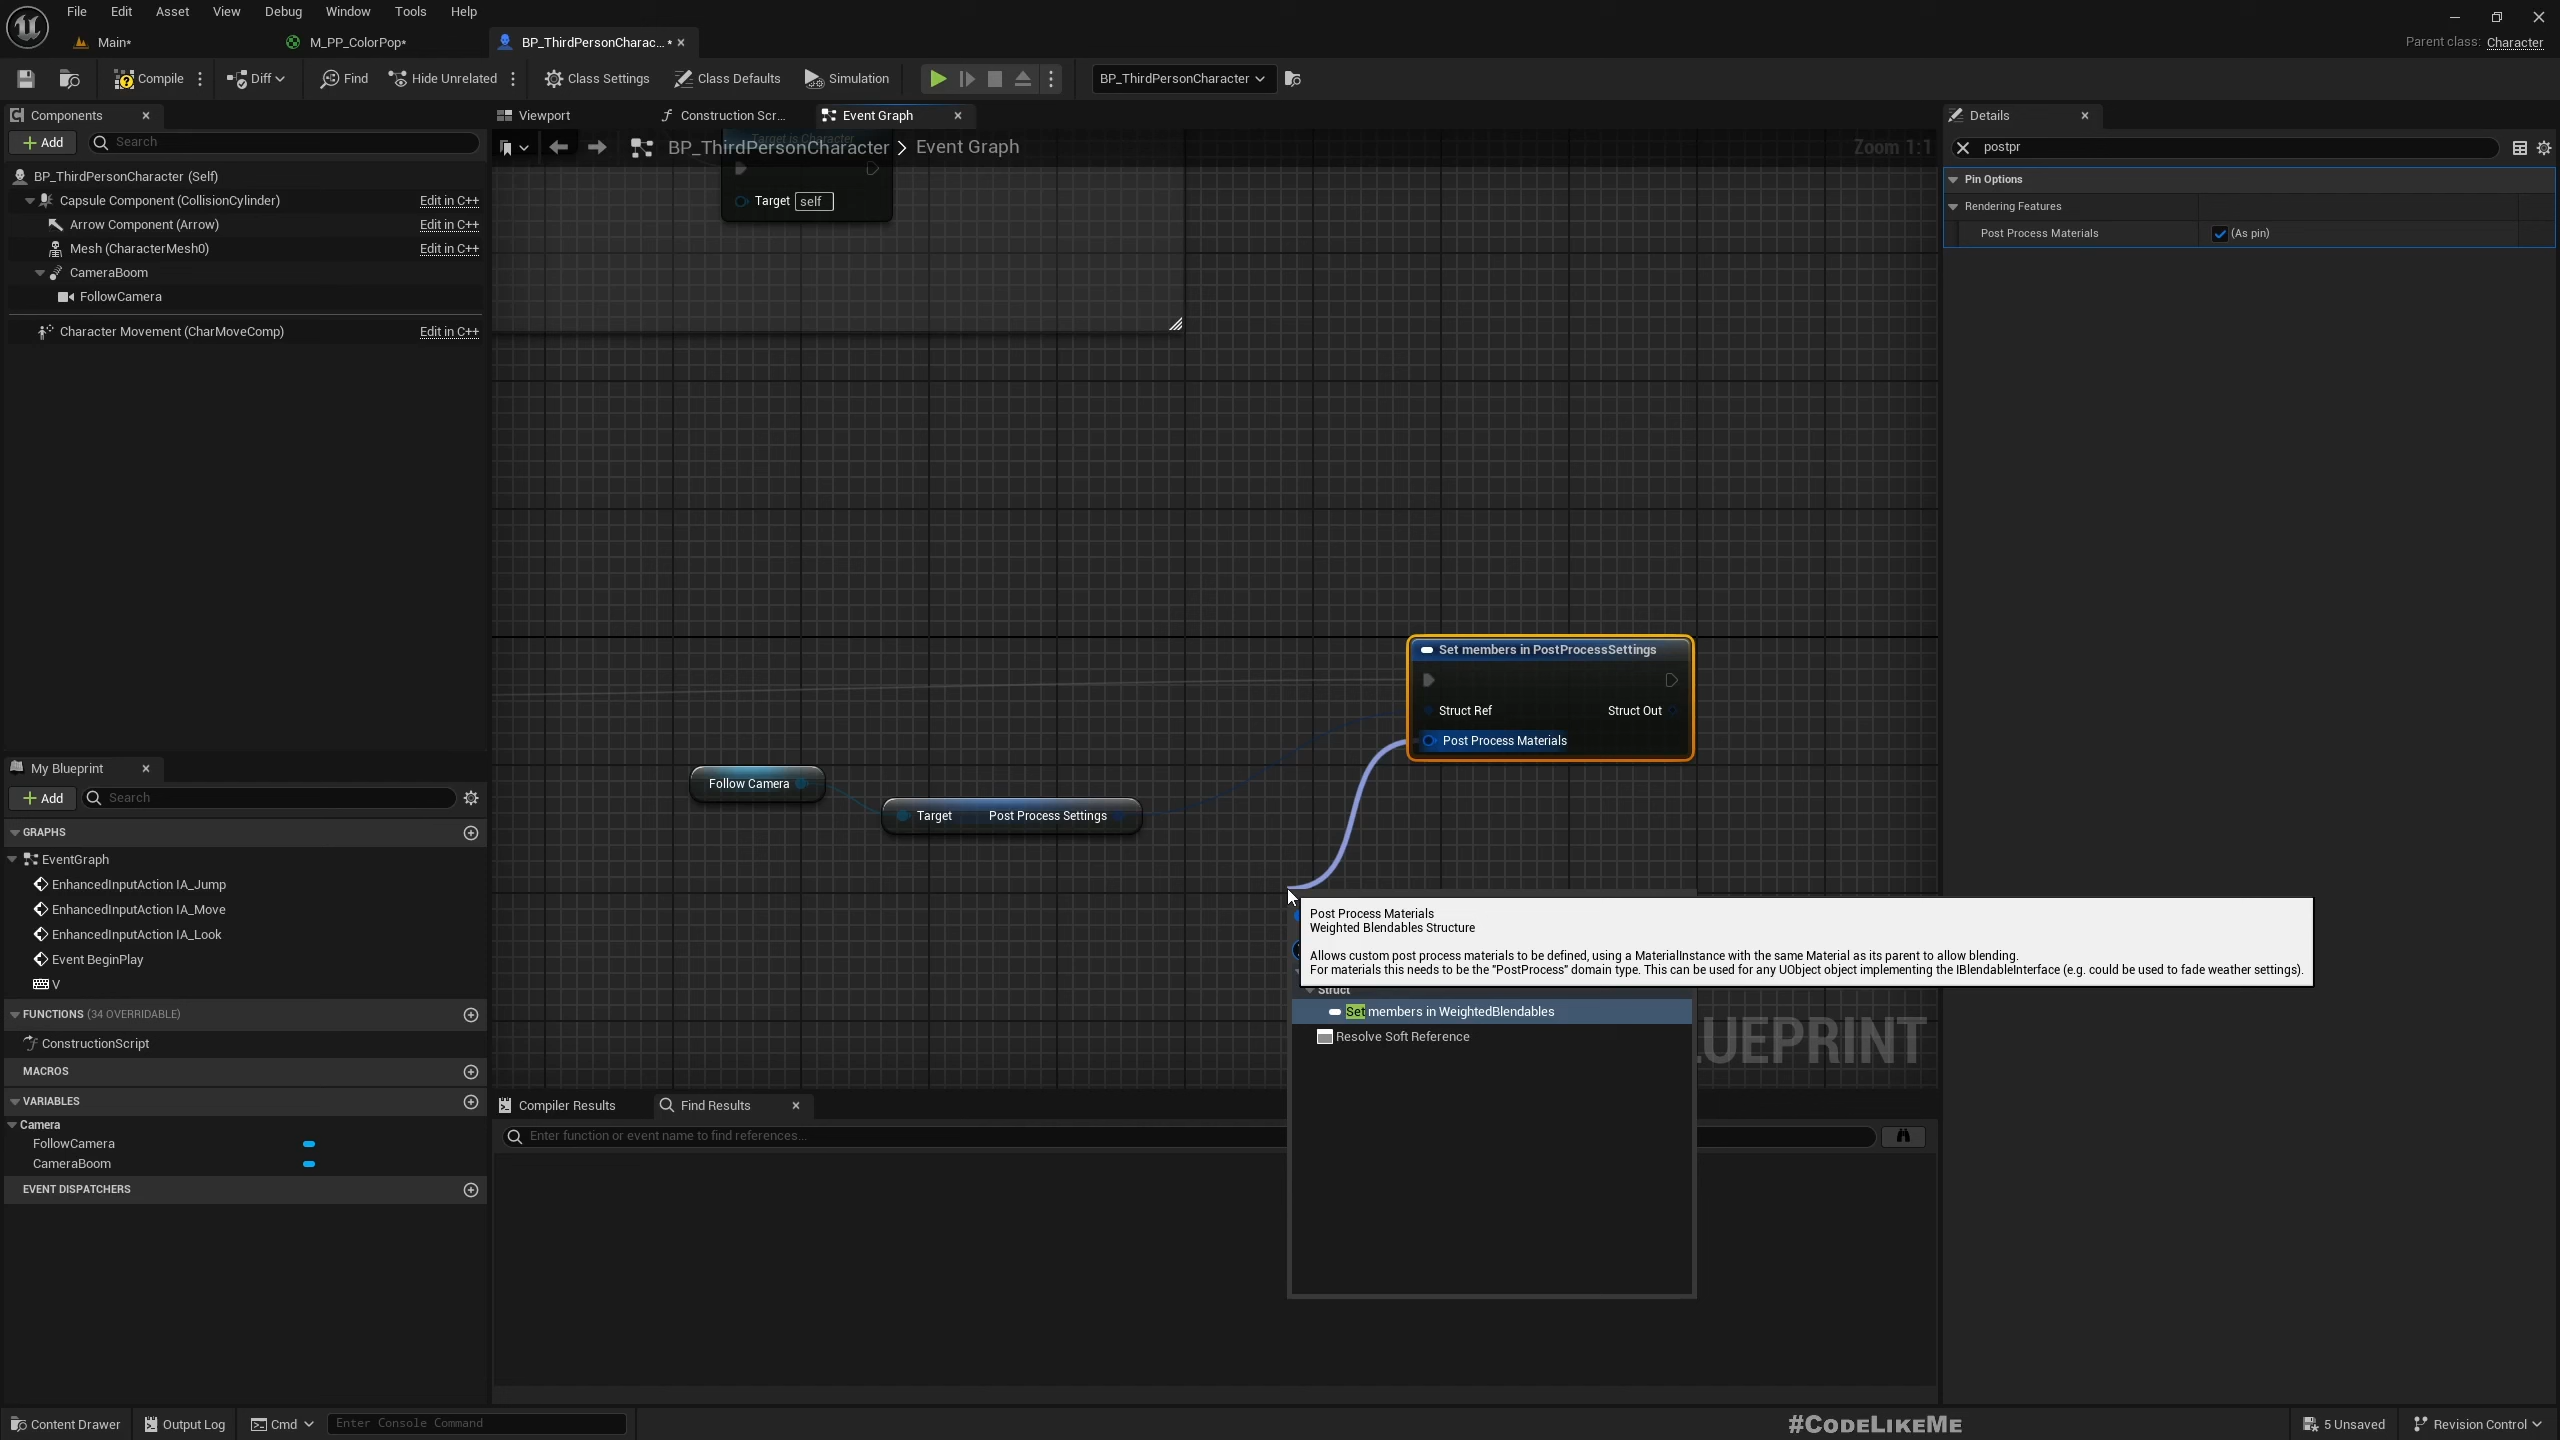 File Edit Asset View Debug Window Tools Help
Main* M_PP_ColorPop* BP_ThirdPersonCharac... *
Parent class: Character
Compile Diff Find Hide Unrelated Class Settings Class Defaults Simulation BP_ThirdPersonCharacter
Components
Add Search
BP_ThirdPersonCharacter (Self)
Capsule Component (CollisionCylinder) Edit in C++
Arrow Component (Arrow) Edit in C++
Mesh (CharacterMesh0) Edit in C++
CameraBoom
FollowCamera
Character Movement (CharMoveComp) Edit in C++
My Blueprint
Add Search
GRAPHS
EventGraph
EnhancedInputAction IA_Jump
EnhancedInputAction IA_Move
EnhancedInputAction IA_Look
Event BeginPlay
V
FUNCTIONS (34 OVERRIDABLE)
ConstructionScript
MACROS
VARIABLES
Camera
FollowCamera
CameraBoom
EVENT DISPATCHERS
Viewport Construction Scr... Event Graph
Target is Character
BP_ThirdPersonCharacter > Event Graph
Zoom 1:1
Target self
Set members in PostProcessSettings
Struct Ref Struct Out
Post Process Materials
Follow Camera
Target Post Process Settings
Post Process Materials
Weighted Blendables Structure
Allows custom post process materials to be defined, using a MaterialInstance with the same Material as its parent to allow blending.
For materials this needs to be the "PostProcess" domain type. This can be used for any UObject object implementing the IBlendableInterface (e.g. could be used to fade weather settings).
Struct
Set members in WeightedBlendables
Resolve Soft Reference
UEPRINT
Compiler Results Find Results
Enter function or event name to find references...
Details
postpr
Pin Options
Rendering Features
Post Process Materials (As pin)
Content Drawer Output Log Cmd Enter Console Command
#CodeLikeMe
5 Unsaved Revision Control